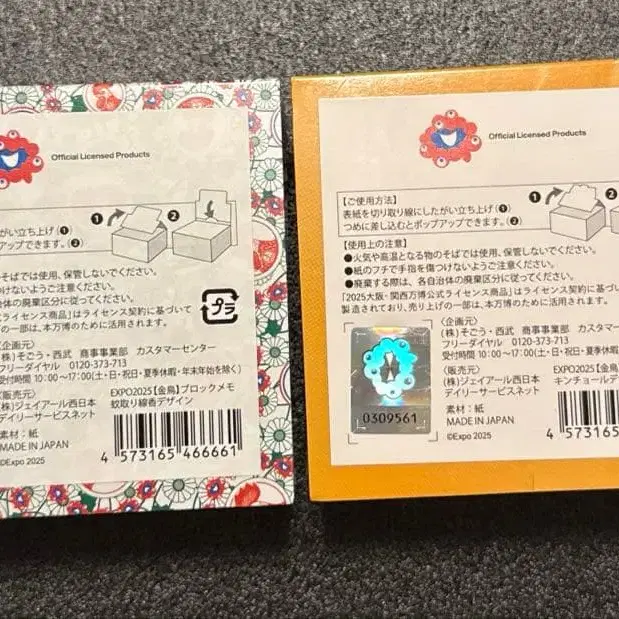 Official Licensed Products
❶ ❷
にしたがい立ち上げ(❶)
アップできます。(❷)
そばでは使用、保管しないでください。
つけないようご注意ください。
治体の廃棄区分に従ってください。
式ライセンス商品」はライセンス契約に基づいて
の一部は、本万博のために活用されます。
プラ
〈企画元〉
(株)そごう・西武 商事事業部 カスタマーセンター
フリーダイヤル 0120-373-713
受付時間 10:00~17:00(土・日・祝日・夏季休暇・年末年始を除く)
〈販売元〉
(株)ジェイアール西日本
デイリーサービスネット
EXPO2025【金鳥】ブロックメモ
蚊取り線香デザイン
素材:紙
MADE IN JAPAN
©Expo 2025
4 573165 466661
Official Licensed Products
【ご使用方法】
表紙を切り取り線にしたがい立ち上げ(❶)
つめに差し込むとポップアップできます。(❷)
❶ ❷
【使用上の注意】
●火気や高温となる物のそばでは使用、保管しないでください。
●紙のフチで手指を傷つけないようご注意ください。
●廃棄する際は、各自治体の廃棄区分に従ってください。
「2025大阪・関西万博公式ライセンス商品」はライセンス契約に基づ
製造されており、売り上げの一部は、本万博のために活用されます。
0309561
〈企画元〉
(株)そごう・西武 商事事業部 カスタマー
フリーダイヤル 0120-373-713
受付時間 10:00~17:00(土・日・祝日・夏季休暇
〈販売元〉
(株)ジェイアール西日本
デイリーサービスネット
EXPO2025【金鳥】
キンチョールデ
素材:紙
MADE IN JAPAN
©Expo 2025
4 573165